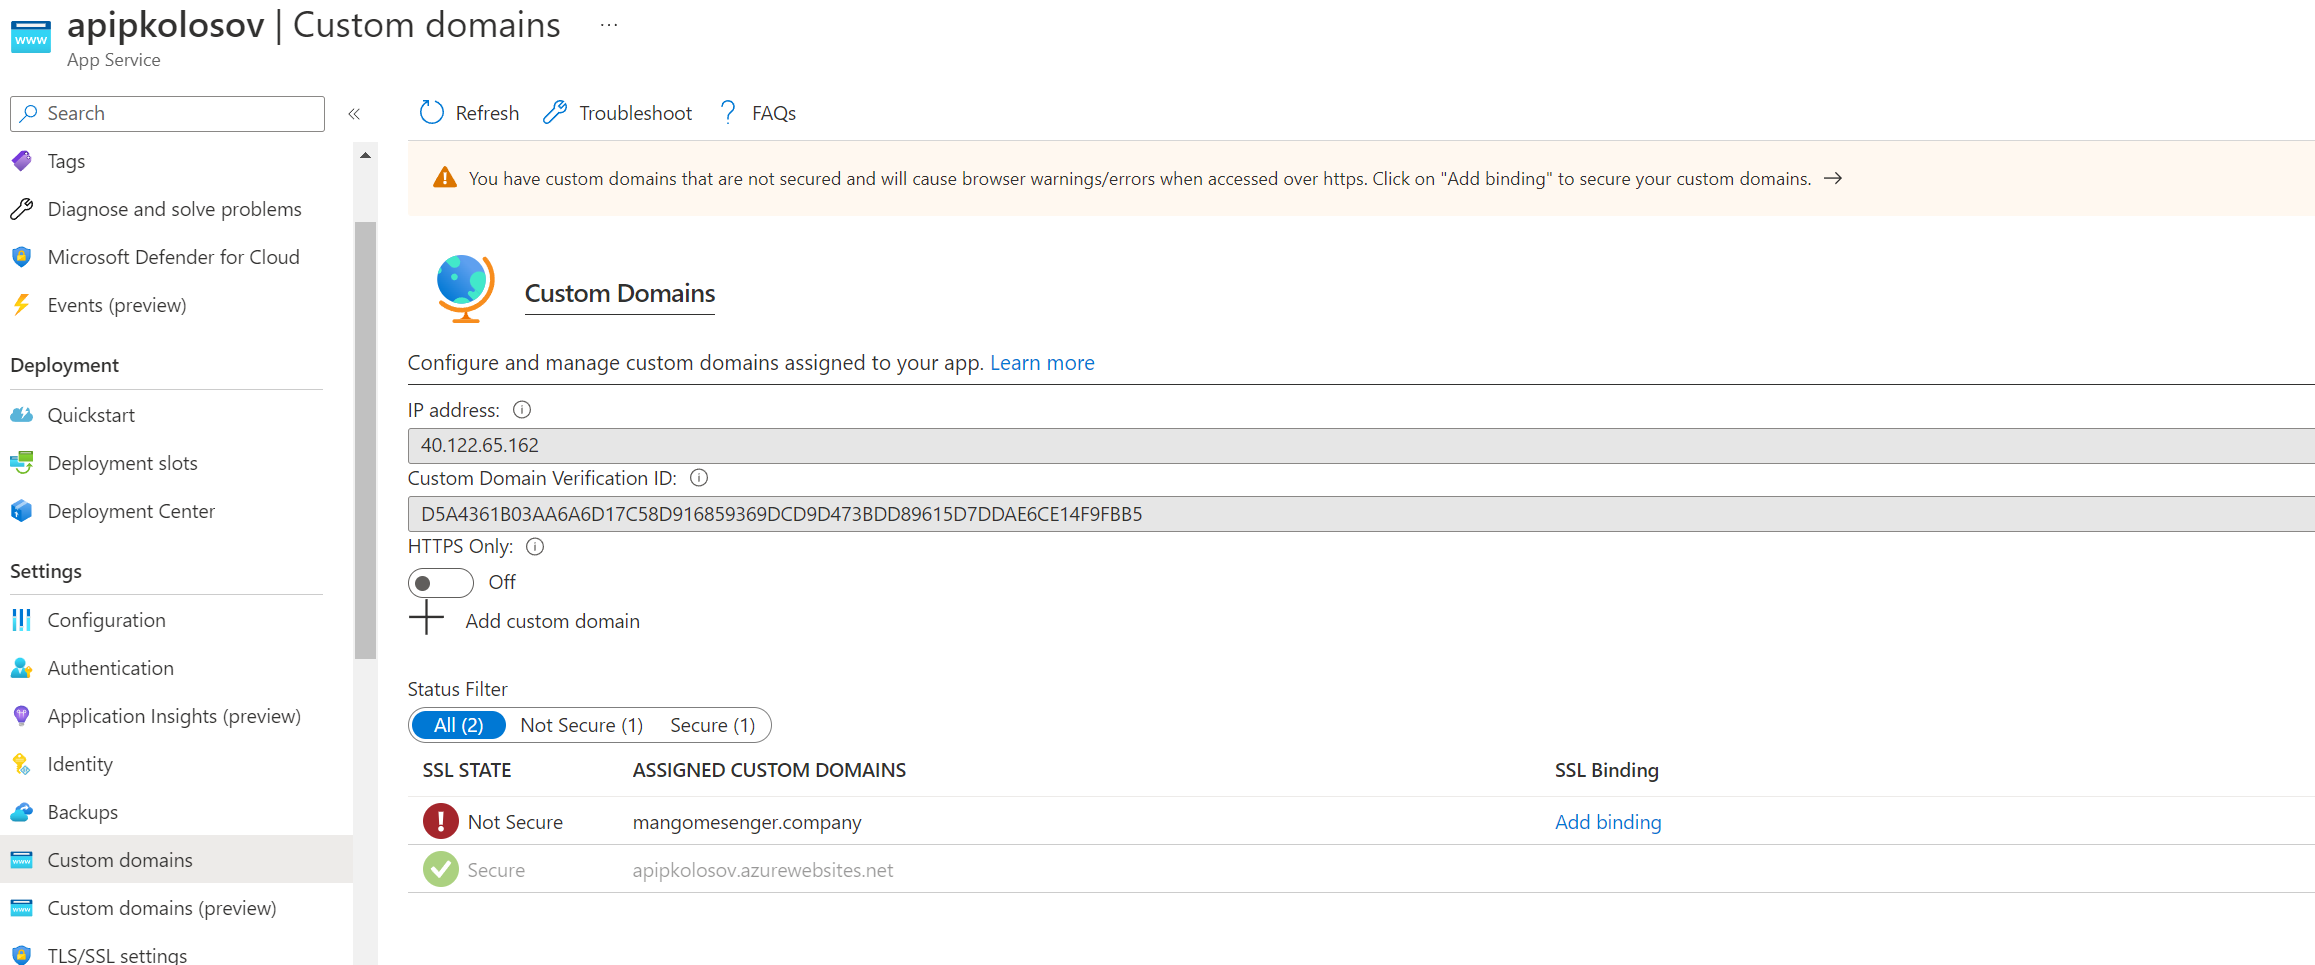 apipkolosov | Custom domains ...
App Service
www
Search
«
Tags
Diagnose and solve problems
Microsoft Defender for Cloud
Events (preview)
Deployment
Quickstart
Deployment slots
Deployment Center
Settings
Configuration
Authentication
Application Insights (preview)
Identity
Backups
Custom domains
Custom domains (preview)
TLS/SSL settings
Refresh Troubleshoot ? FAQs
You have custom domains that are not secured and will cause browser warnings/errors when accessed over https. Click on "Add binding" to secure your custom domains. →
Custom Domains
Configure and manage custom domains assigned to your app. Learn more
IP address:
40.122.65.162
Custom Domain Verification ID:
D5A4361B03AA6A6D17C58D916859369DCD9D473BDD89615D7DDAE6CE14F9FBB5
HTTPS Only:
Off
Add custom domain
Status Filter
All (2) Not Secure (1) Secure (1)
SSL STATE ASSIGNED CUSTOM DOMAINS SSL Binding
Not Secure mangomesenger.company Add binding
Secure apipkolosov.azurewebsites.net